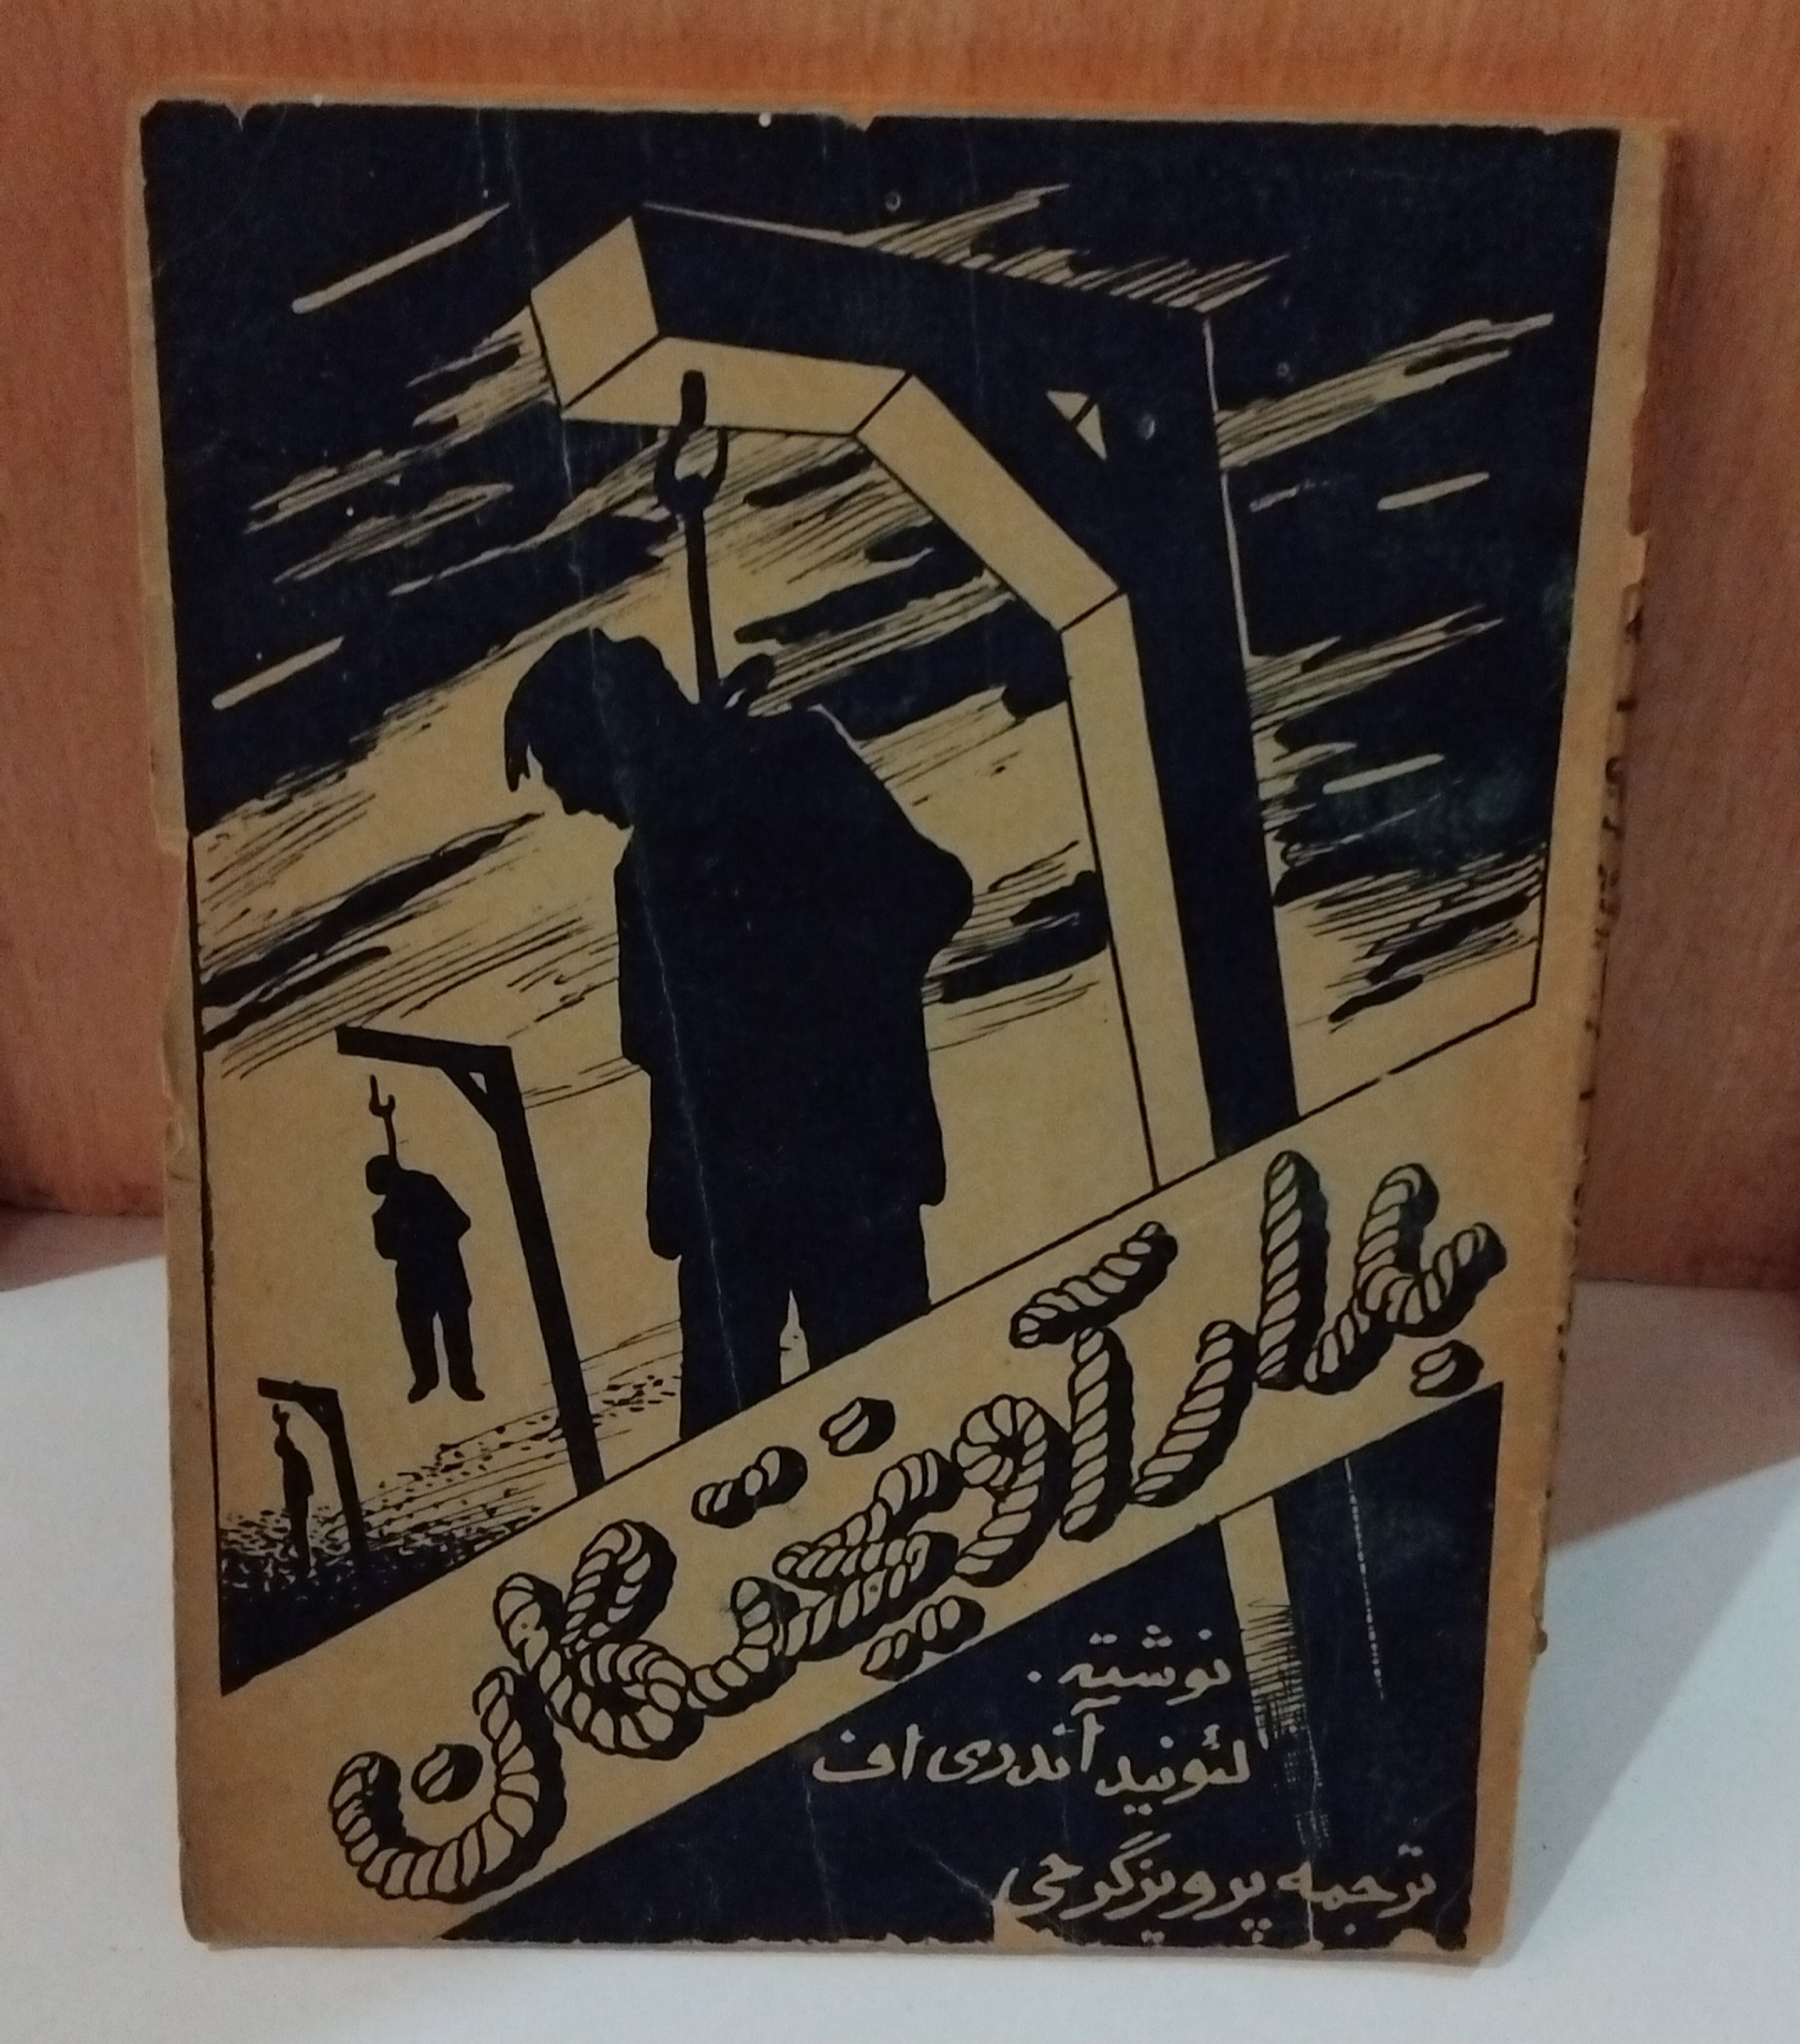 بدار آویختگان
نوشته:
لئونید آندری اف
ترجمه پرویز گرجی